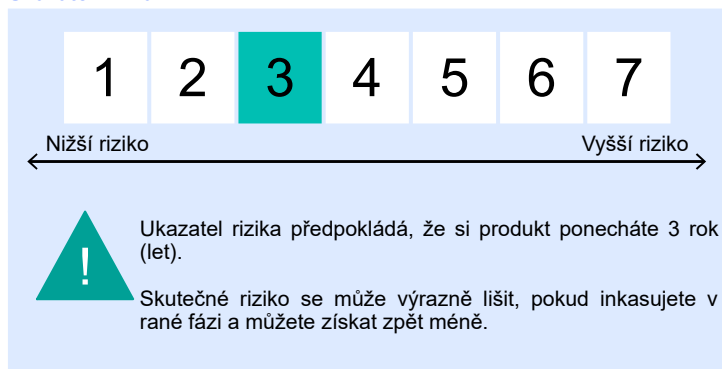 1 2 3 4 5 6 7
Nižší riziko Vyšší riziko
!
Ukazatel rizika předpokládá, že si produkt ponecháte 3 rok
(let).
Skutečné riziko se může výrazně lišit, pokud inkasujete v
rané fázi a můžete získat zpět méně.